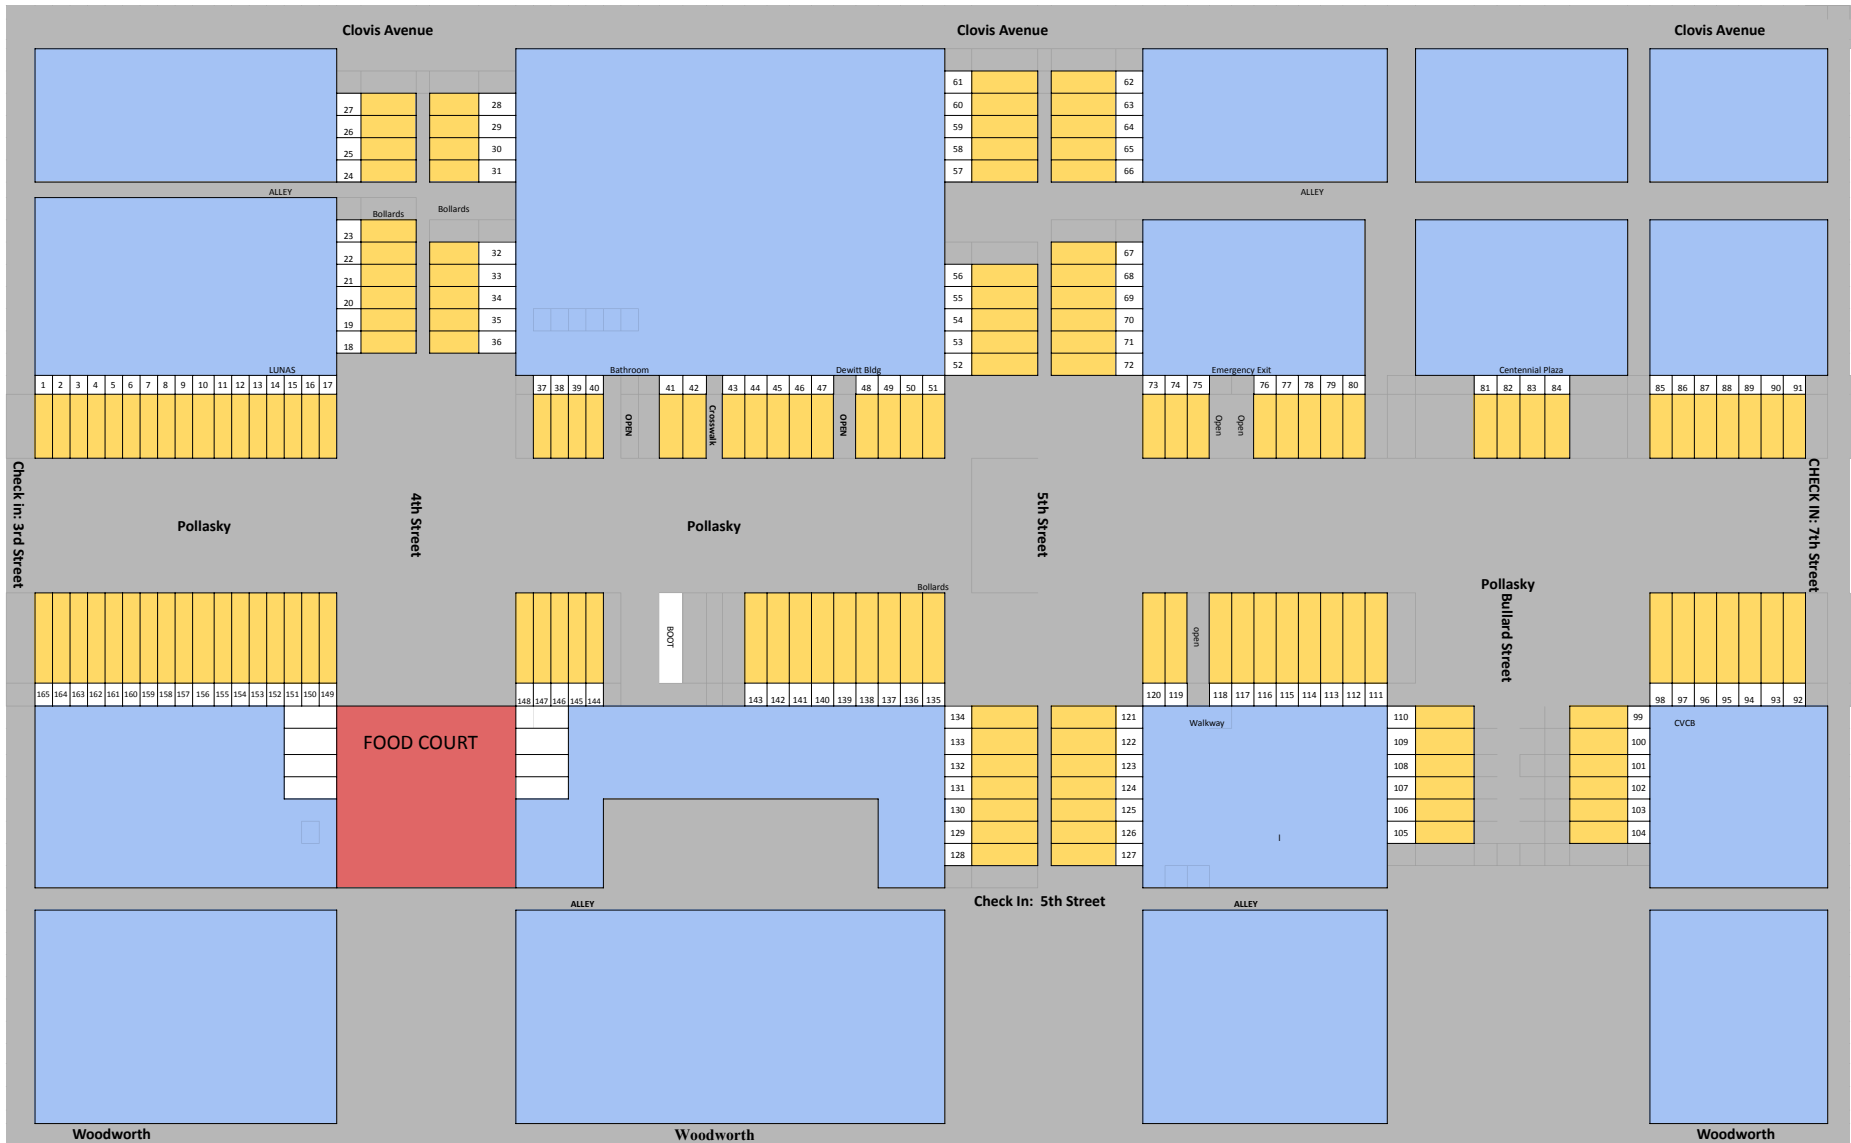 Clovis Avenue Clovis Avenue Clovis Avenue
61 62
27 28 60 63
26 29 59 64
25 30 58 65
24 31 57 66
ALLEY ALLEY
Bollards Bollards
23
22 32 67
21 33 56 68
20 34 55 69
19 35 54 70
18 36 53 71
LUNAS Bathroom Dewitt Bldg 52 72 Emergency Exit Centennial Plaza
1 2 3 4 5 6 7 8 9 10 11 12 13 14 15 16 17 37 38 39 40 41 42 43 44 45 46 47 48 49 50 51 73 74 75 76 77 78 79 80 81 82 83 84 85 86 87 88 89 90 91
OPEN Crosswalk OPEN Open Open
Check in: 3rd Street
4th Street
5th Street
CHECK IN: 7th Street
Pollasky Pollasky
Bollards Pollasky
BOOT open Bullard Street
165 164 163 162 161 160 159 158 157 156 155 154 153 152 151 150 149 148 147 146 145 144 143 142 141 140 139 138 137 136 135 120 119 118 117 116 115 114 113 112 111 98 97 96 95 94 93 92
134 121 Walkway 110 99 CVCB
FOOD COURT 133 122 109 100
132 123 108 101
131 124 107 102
130 125 106 103
129 126 I 105 104
128 127
ALLEY Check In: 5th Street ALLEY
Woodworth Woodworth Woodworth